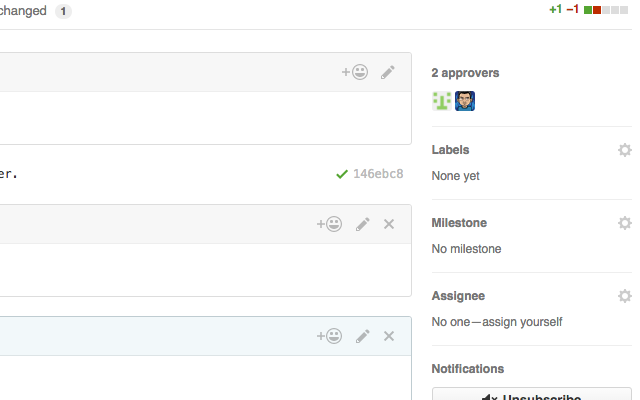 changed 1
+1 −1
2 approvers
Labels
None yet
er.
146ebc8
Milestone
No milestone
Assignee
No one—assign yourself
Notifications
Unsubscribe